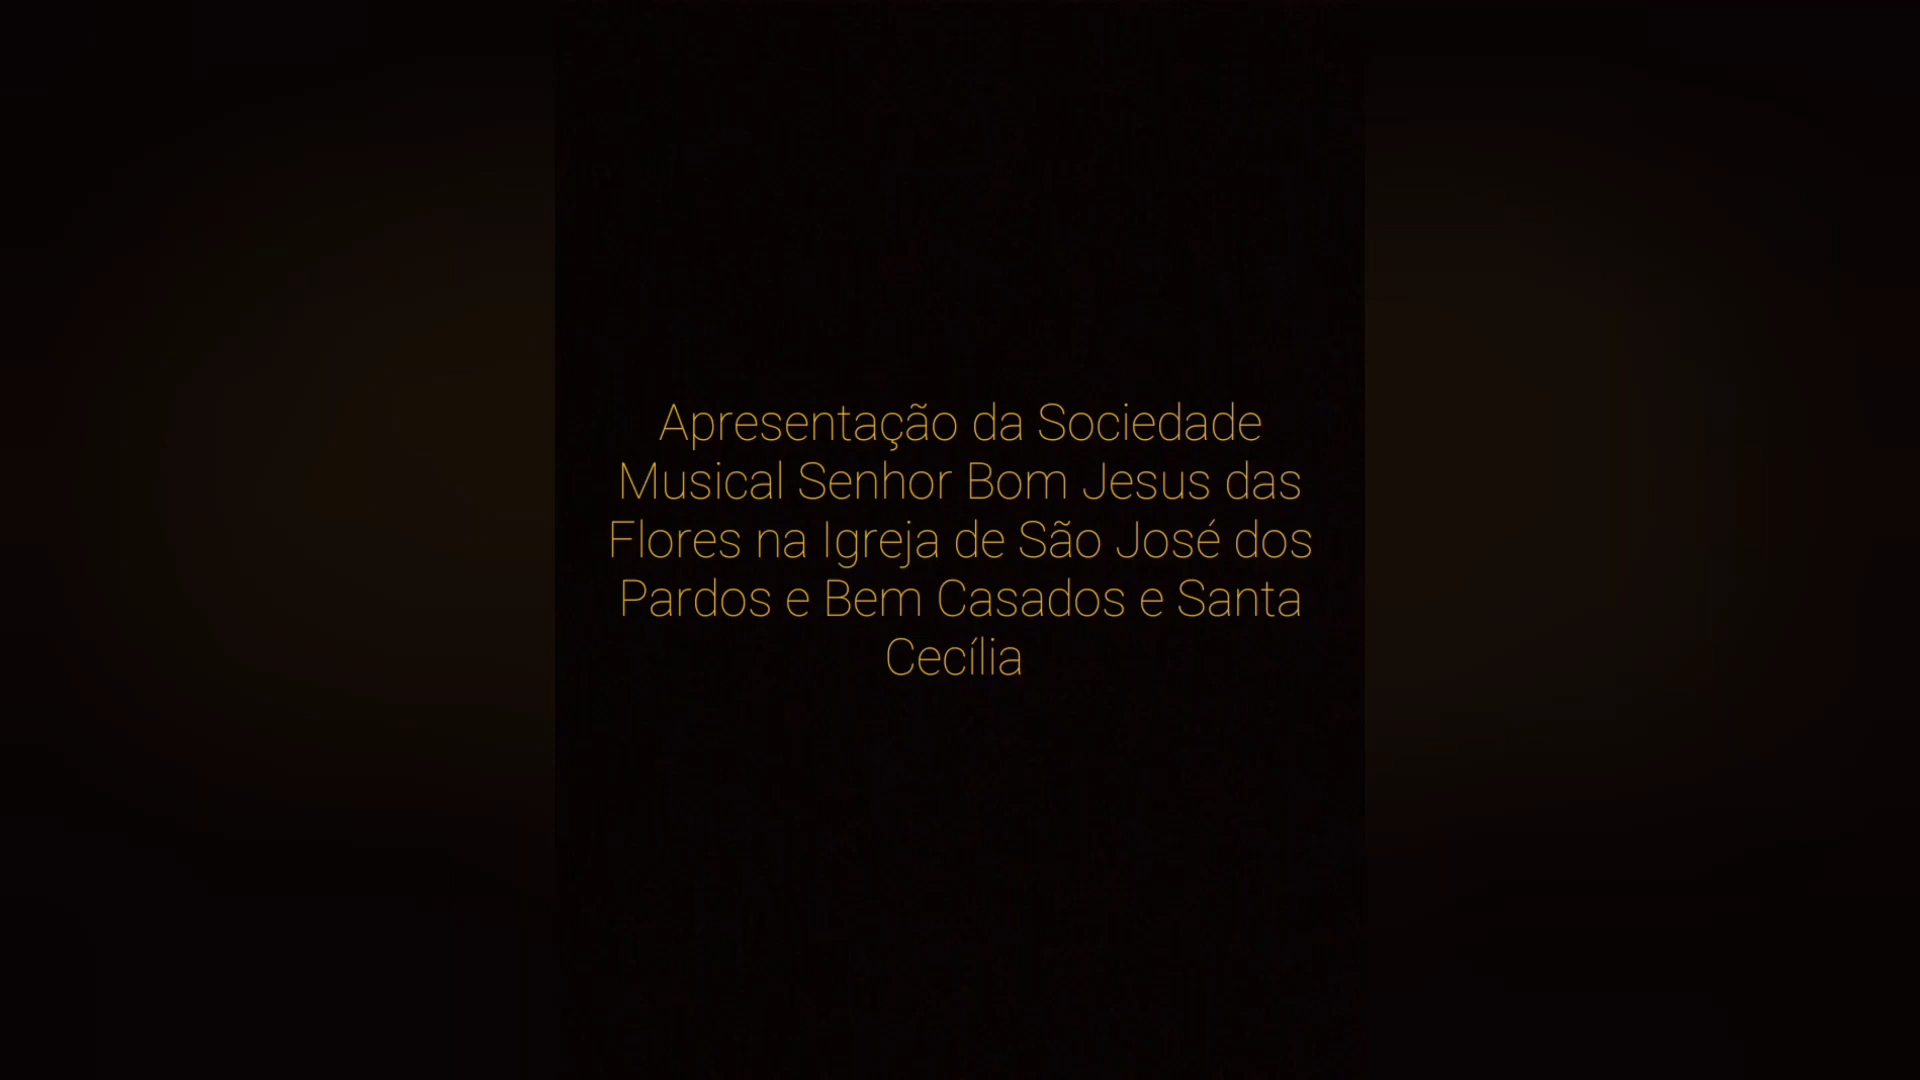 Apresentação da Sociedade
Musical Senhor Bom Jesus das
Flores na Igreja de São José dos
Pardos e Bem Casados e Santa
Cecília